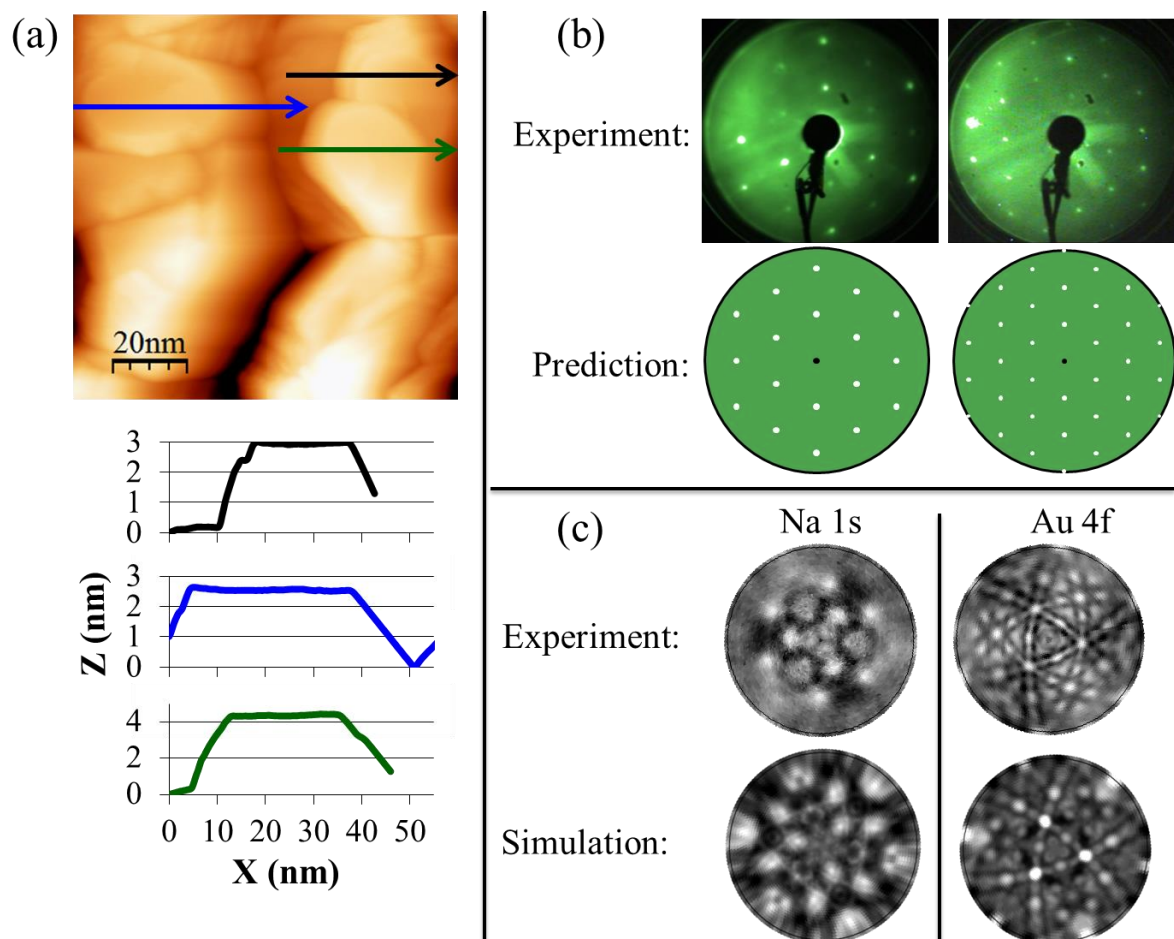 (a)
20nm
3
2
1
0
3
2
1
0
4
2
0
Z (nm)
0 10 20 30 40 50
X (nm)
(b)
Experiment:
Prediction:
(c)
Na 1s Au 4f
Experiment:
Simulation: